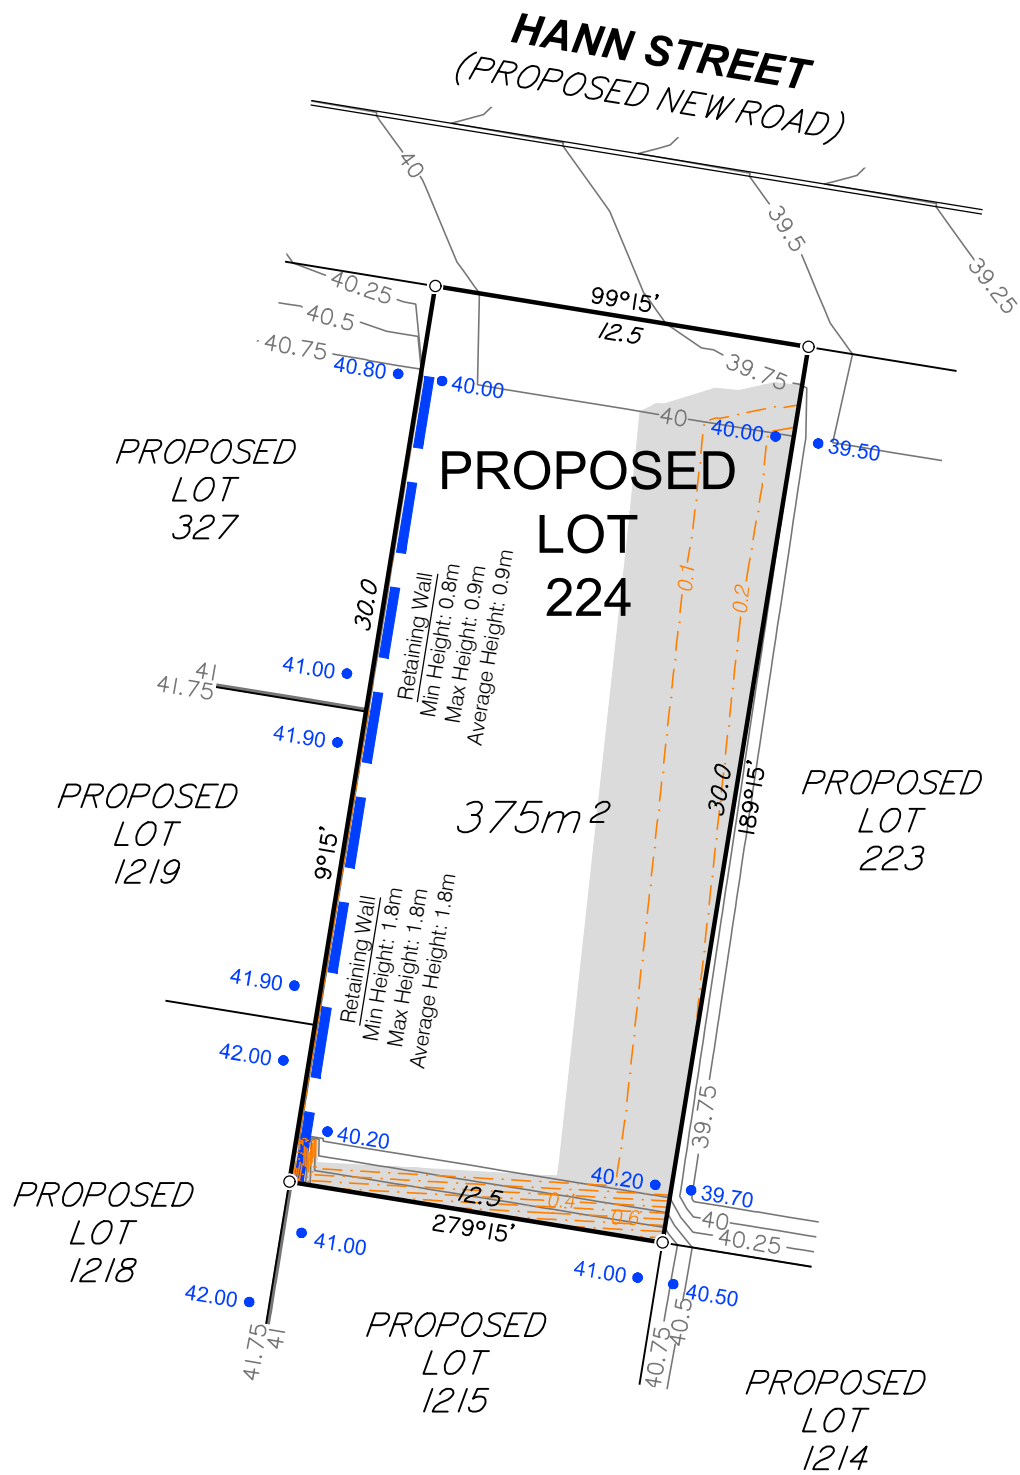 HANN STREET
(PROPOSED NEW ROAD)
40
39.5
39.25
40.25
99°15'
12.5
40.5
40.75
39.75
40.80
40.00
40
40.00
39.50
PROPOSED
LOT
327
PROPOSED
LOT
224
0.1
0.2
30.0
Retaining Wall
Min Height: 0.8m
Max Height: 0.9m
Average Height: 0.9m
41.00
41
41.75
41.90
PROPOSED
LOT
1219
375m²
30.0
189°15'
PROPOSED
LOT
223
9°15'
Retaining Wall
Min Height: 1.8m
Max Height: 1.8m
Average Height: 1.8m
41.90
42.00
39.75
40.20
40.20
39.70
12.5
0.4
0.6
279°15'
40
40.25
PROPOSED
LOT
1218
41.00
41.00
42.00
40.50
41.75
41
40.75
40.5
PROPOSED
LOT
1215
PROPOSED
LOT
1214